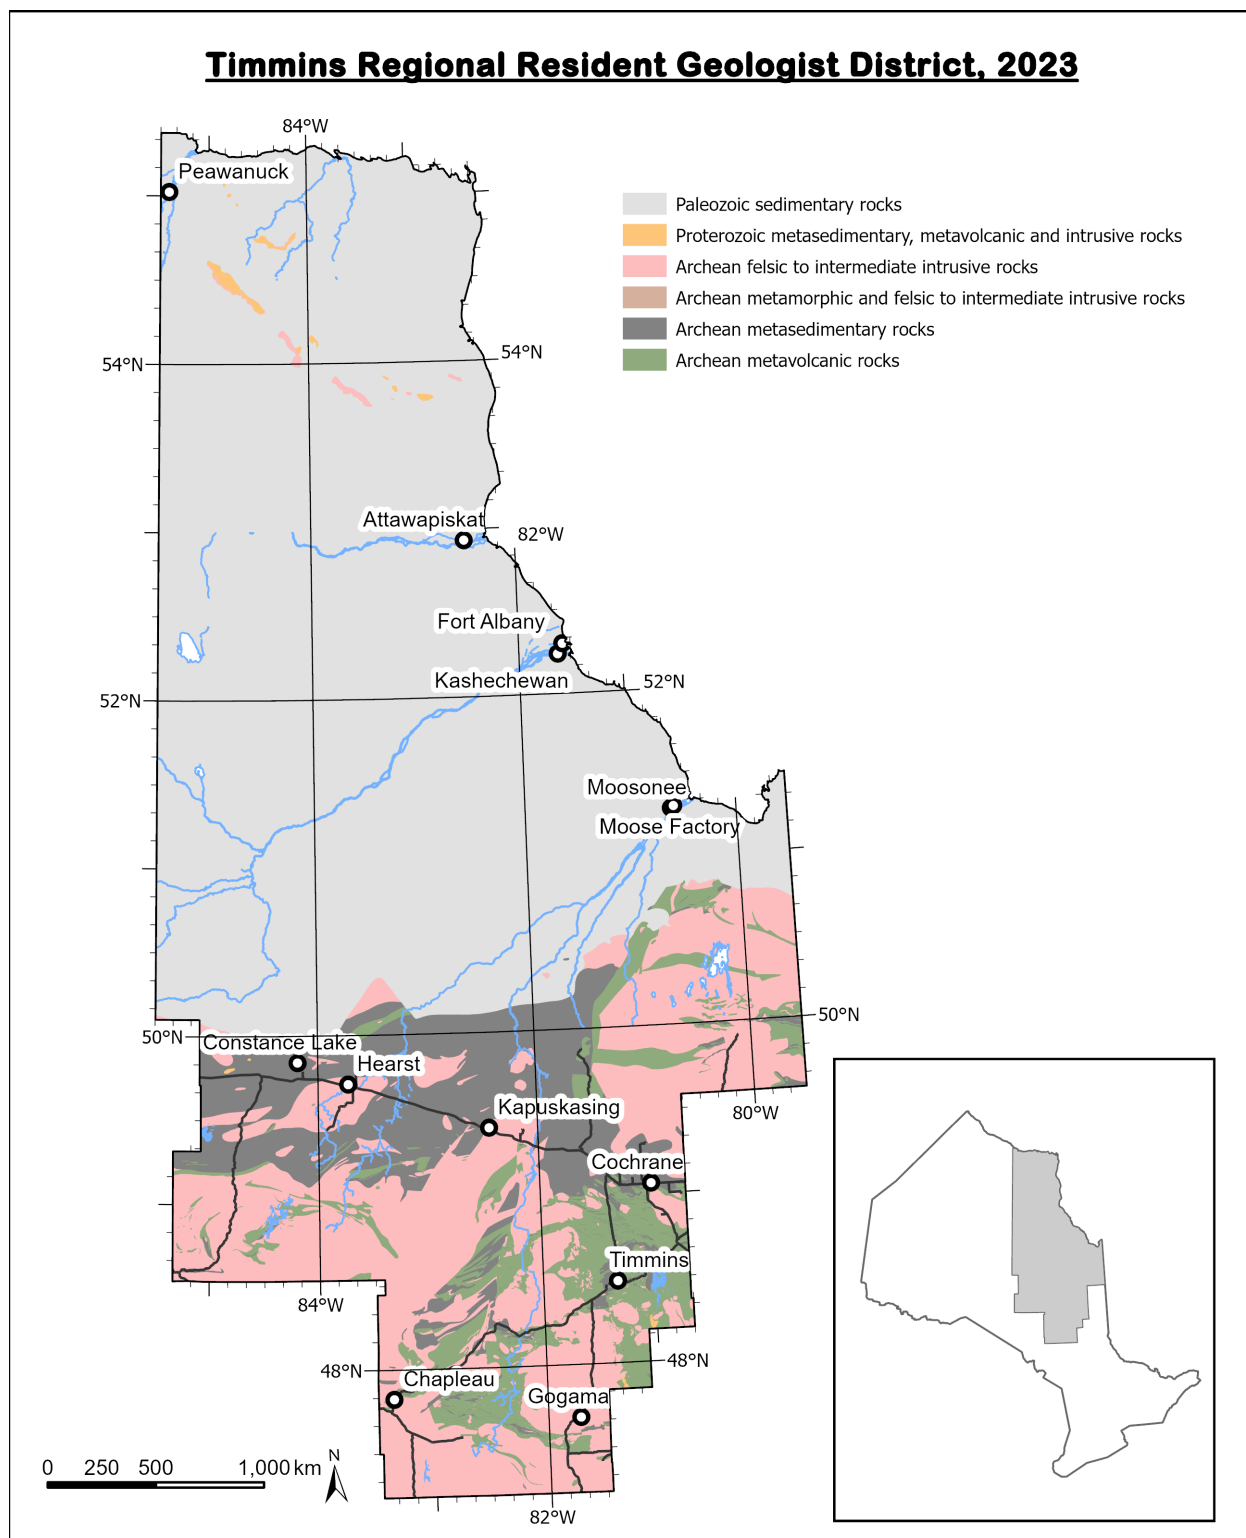 Timmins Regional Resident Geologist District, 2023
84°W
Peawanuck
Paleozoic sedimentary rocks
Proterozoic metasedimentary, metavolcanic and intrusive rocks
Archean felsic to intermediate intrusive rocks
Archean metamorphic and felsic to intermediate intrusive rocks
Archean metasedimentary rocks
Archean metavolcanic rocks
54°N
54°N
Attawapiskat
82°W
Fort Albany
Kashechewan
52°N
52°N
Moosonee
Moose Factory
50°N
50°N
Constance Lake
Hearst
Kapuskasing
80°W
Cochrane
Timmins
84°W
48°N
48°N
Chapleau
Gogama
N
0 250 500 1,000 km
82°W